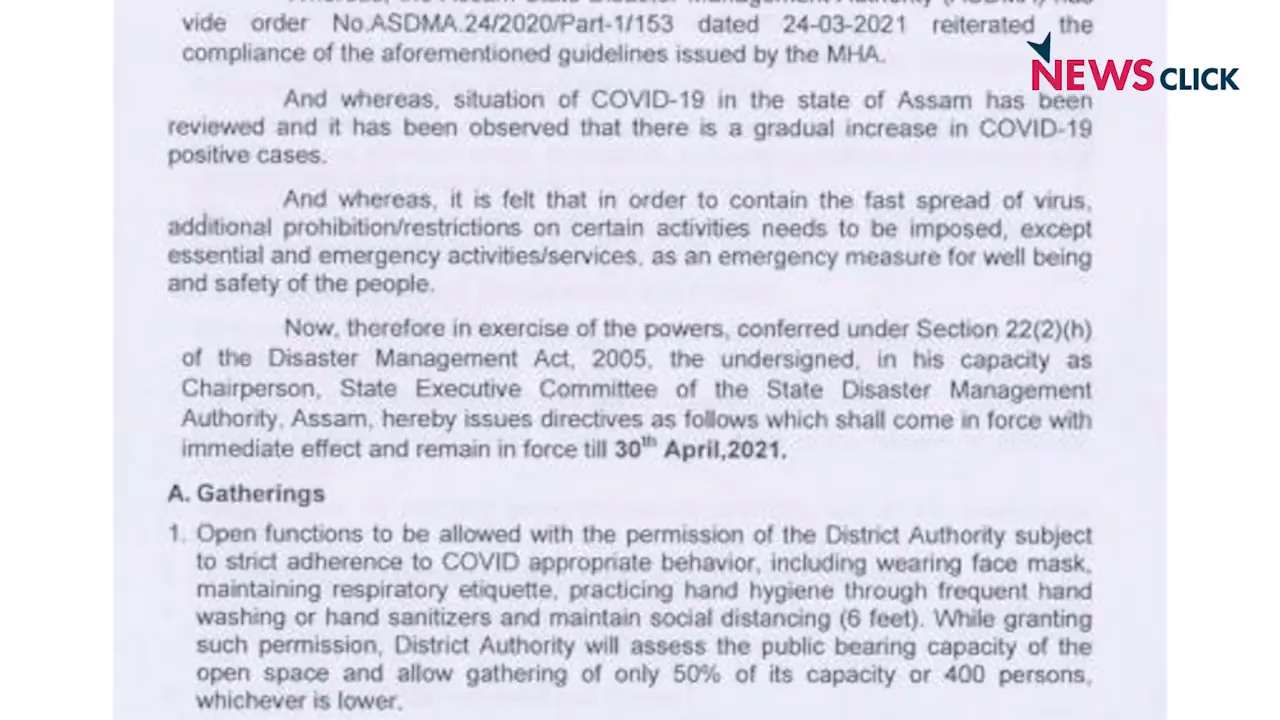 vide order No.ASDMA.24/2020/Part-1/153 dated 24-03-2021 reiterated the
compliance of the aforementioned guidelines issued by the MHA.
NEWSCLICK
And whereas, situation of COVID-19 in the state of Assam has been
reviewed and it has been observed that there is a gradual increase in COVID-19
positive cases.
And whereas, it is felt that in order to contain the fast spread of virus,
additional prohibition/restrictions on certain activities needs to be imposed, except
essential and emergency activities/services, as an emergency measure for well being
and safety of the people.
Now, therefore in exercise of the powers, conferred under Section 22(2)(h)
of the Disaster Management Act, 2005, the undersigned, in his capacity as
Chairperson, State Executive Committee of the State Disaster Management
Authority, Assam, hereby issues directives as follows which shall come in force with
immediate effect and remain in force till 30th April,2021.
A. Gatherings
1. Open functions to be allowed with the permission of the District Authority subject
to strict adherence to COVID appropriate behavior, including wearing face mask,
maintaining respiratory etiquette, practicing hand hygiene through frequent hand
washing or hand sanitizers and maintain social distancing (6 feet). While granting
such permission, District Authority will assess the public bearing capacity of the
open space and allow gathering of only 50% of its capacity or 400 persons,
whichever is lower.